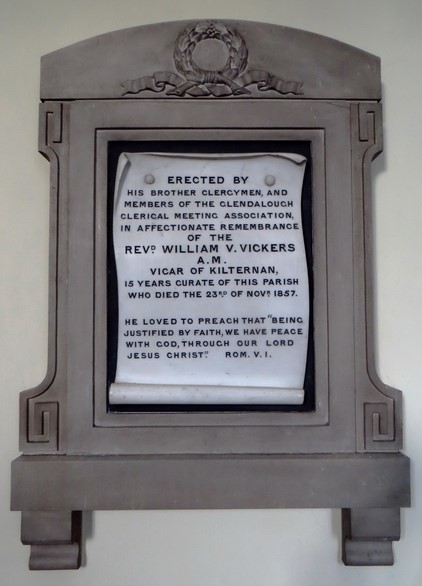 ERECTED BY
HIS BROTHER CLERGYMEN, AND
MEMBERS OF THE GLENDALOUGH
CLERICAL MEETING ASSOCIATION,
IN AFFECTIONATE REMEMBRANCE
OF THE
REVD WILLIAM V. VICKERS
A.M.
VICAR OF KILTERNAN,
15 YEARS CURATE OF THIS PARISH
WHO DIED THE 23RD OF NOVR 1857.
HE LOVED TO PREACH THAT "BEING
JUSTIFIED BY FAITH, WE HAVE PEACE
WITH GOD, THROUGH OUR LORD
JESUS CHRIST." ROM. V. I.